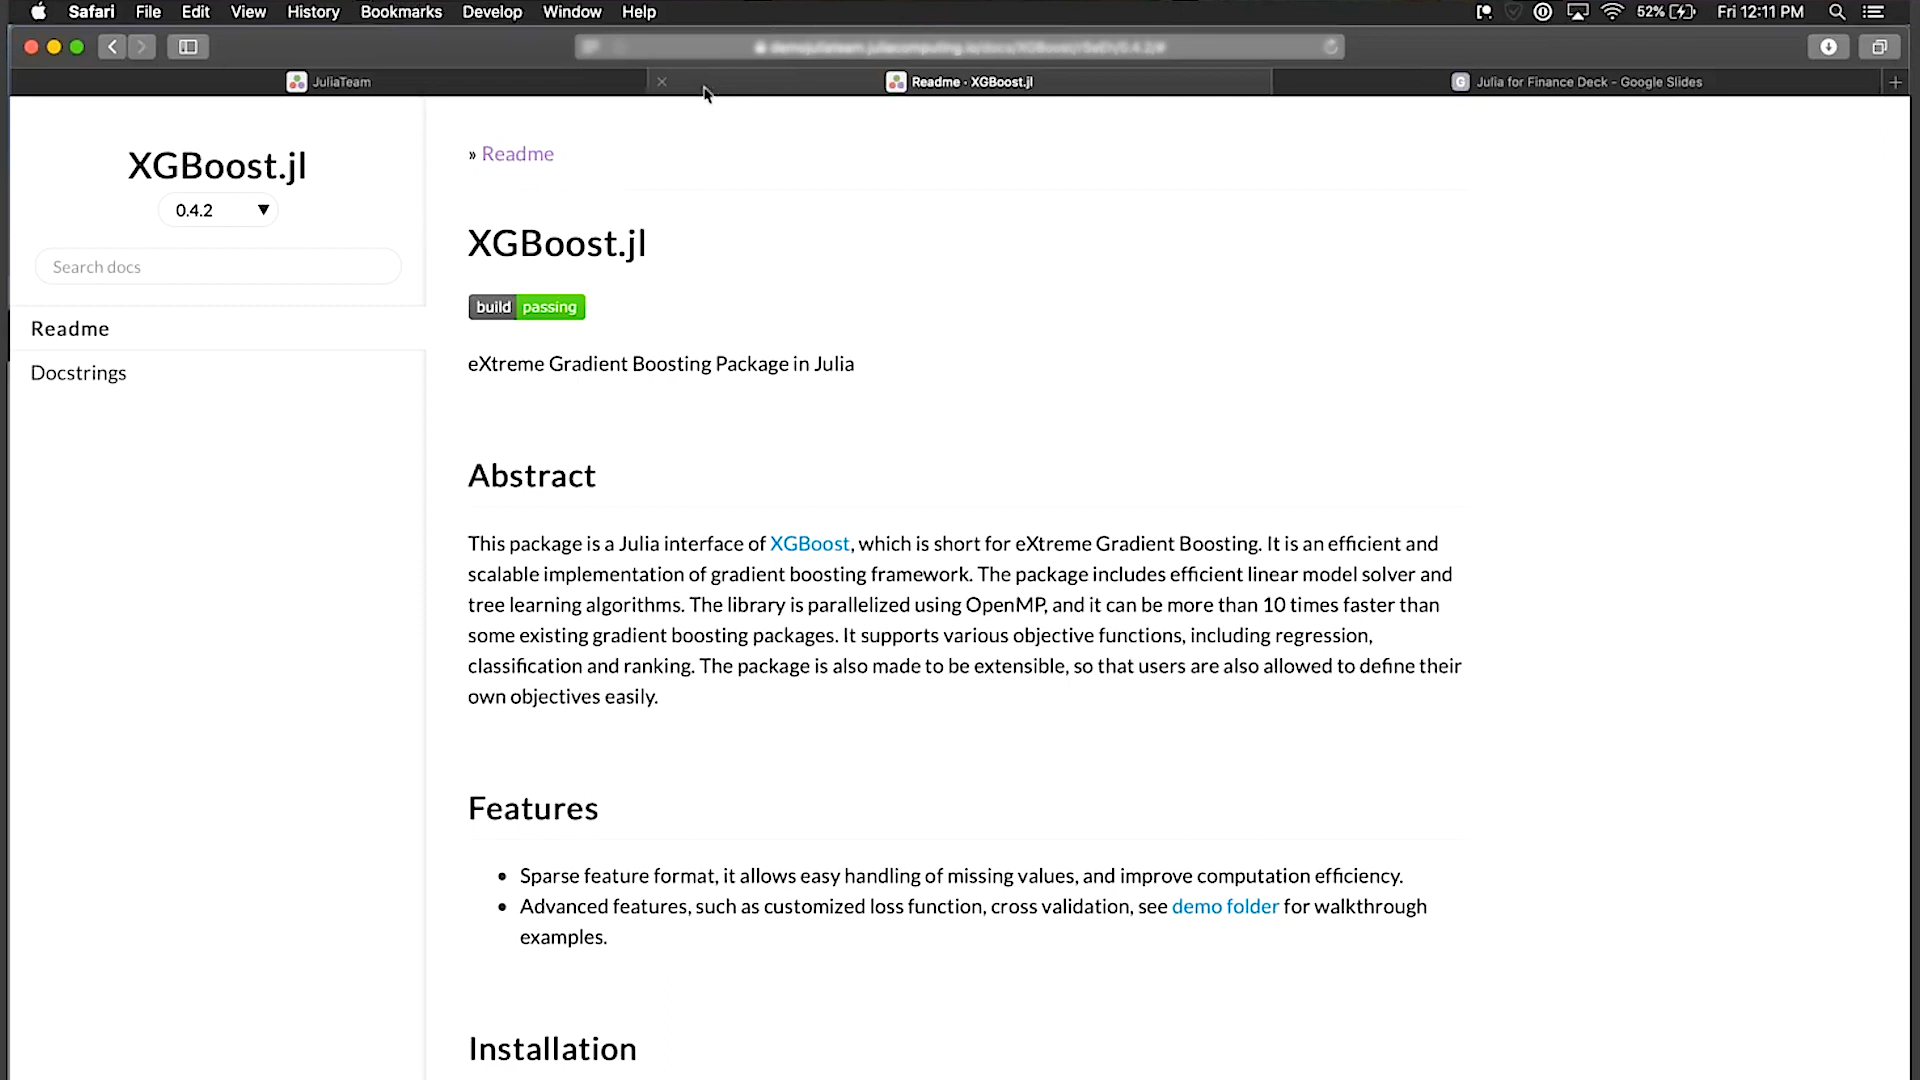 Safari File Edit View History Bookmarks Develop Window Help 52% Fri 12:11 PM
JuliaTeam Readme · XGBoost.jl G Julia for Finance Deck - Google Slides
XGBoost.jl
0.4.2
Search docs
Readme
Docstrings
» Readme
XGBoost.jl
build passing
eXtreme Gradient Boosting Package in Julia
Abstract
This package is a Julia interface of XGBoost, which is short for eXtreme Gradient Boosting. It is an efficient and
scalable implementation of gradient boosting framework. The package includes efficient linear model solver and
tree learning algorithms. The library is parallelized using OpenMP, and it can be more than 10 times faster than
some existing gradient boosting packages. It supports various objective functions, including regression,
classification and ranking. The package is also made to be extensible, so that users are also allowed to define their
own objectives easily.
Features
• Sparse feature format, it allows easy handling of missing values, and improve computation efficiency.
• Advanced features, such as customized loss function, cross validation, see demo folder for walkthrough
examples.
Installation